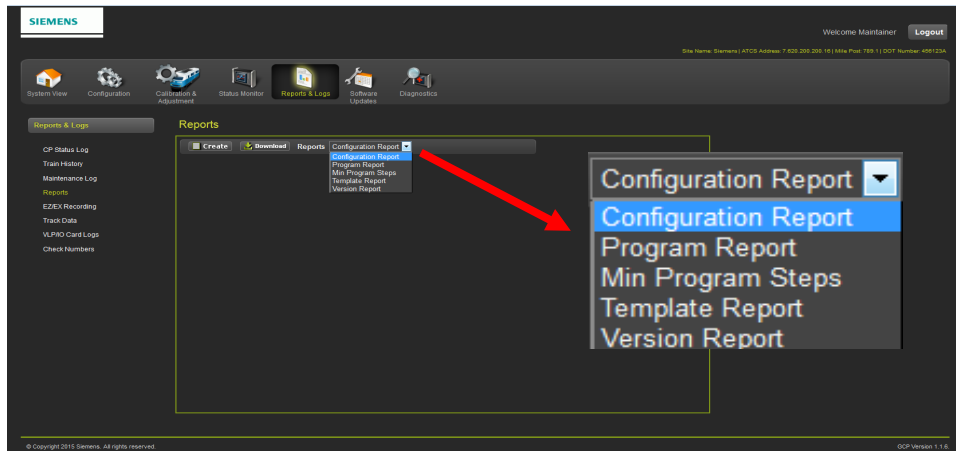 SIEMENS
Welcome Maintainer Logout
Site Name: Siemens | ATCS Address: 7.620.200.200.16 | Mile Post: 789.1 | DOT Number: 466123A
System View
Configuration
Calibration &
Adjustment
Status Monitor
Reports & Logs
Software
Updates
Diagnostics
Reports & Logs
CP Status Log
Train History
Maintenance Log
Reports
EZ/EX Recording
Track Data
VLP/IO Card Logs
Check Numbers
Reports
Create Download Reports Configuration Report
Configuration Report
Program Report
Min Program Steps
Template Report
Version Report
Configuration Report
Configuration Report
Program Report
Min Program Steps
Template Report
Version Report
© Copyright 2015 Siemens. All rights reserved.
GCP Version 1.1.6.